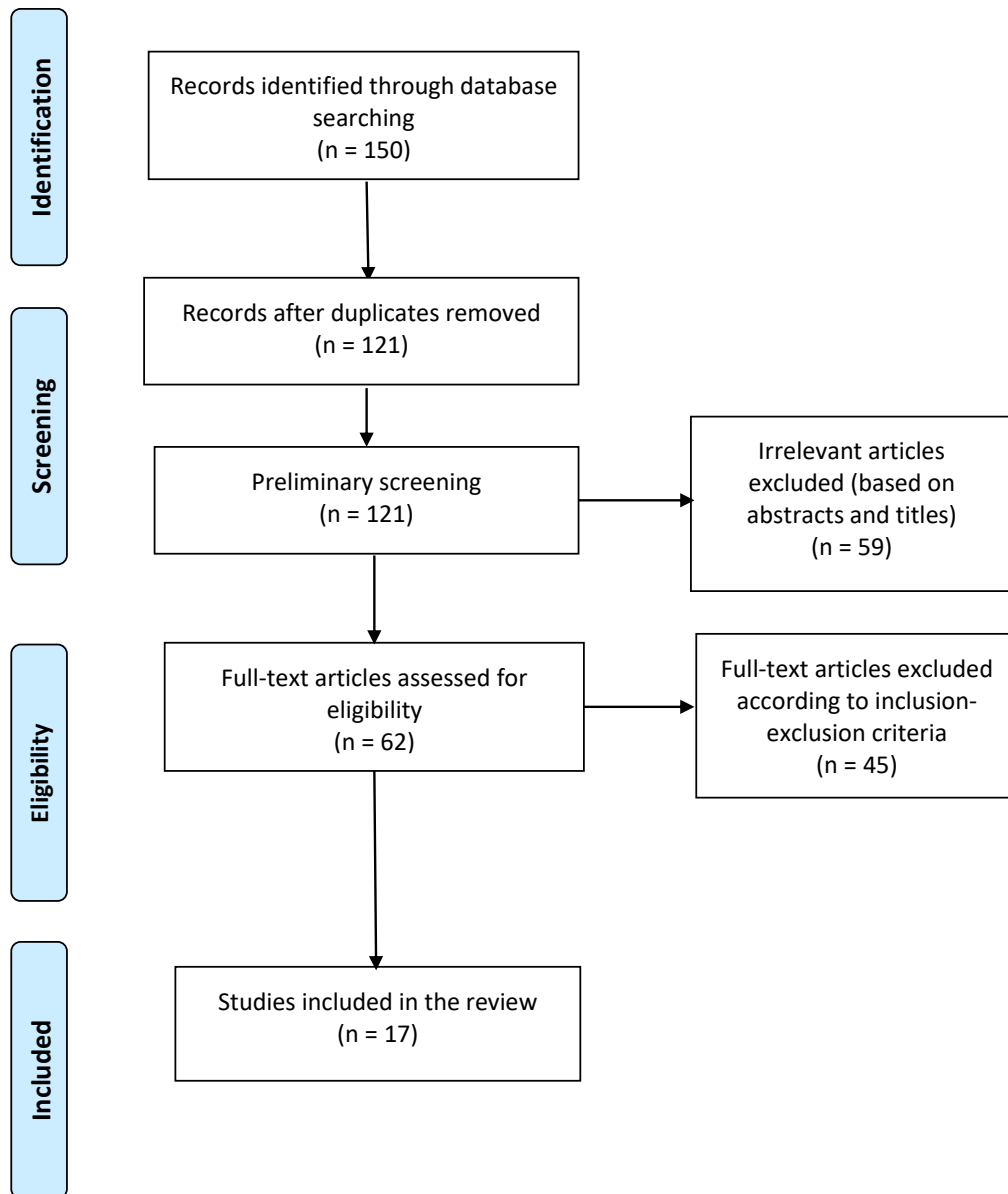 Identification
Records identified through database
searching
(n = 150)
Records after duplicates removed
(n = 121)
Screening
Preliminary screening
(n = 121)
Irrelevant articles
excluded (based on
abstracts and titles)
(n = 59)
Eligibility
Full-text articles assessed for
eligibility
(n = 62)
Full-text articles excluded
according to inclusion-
exclusion criteria
(n = 45)
Included
Studies included in the review
(n = 17)